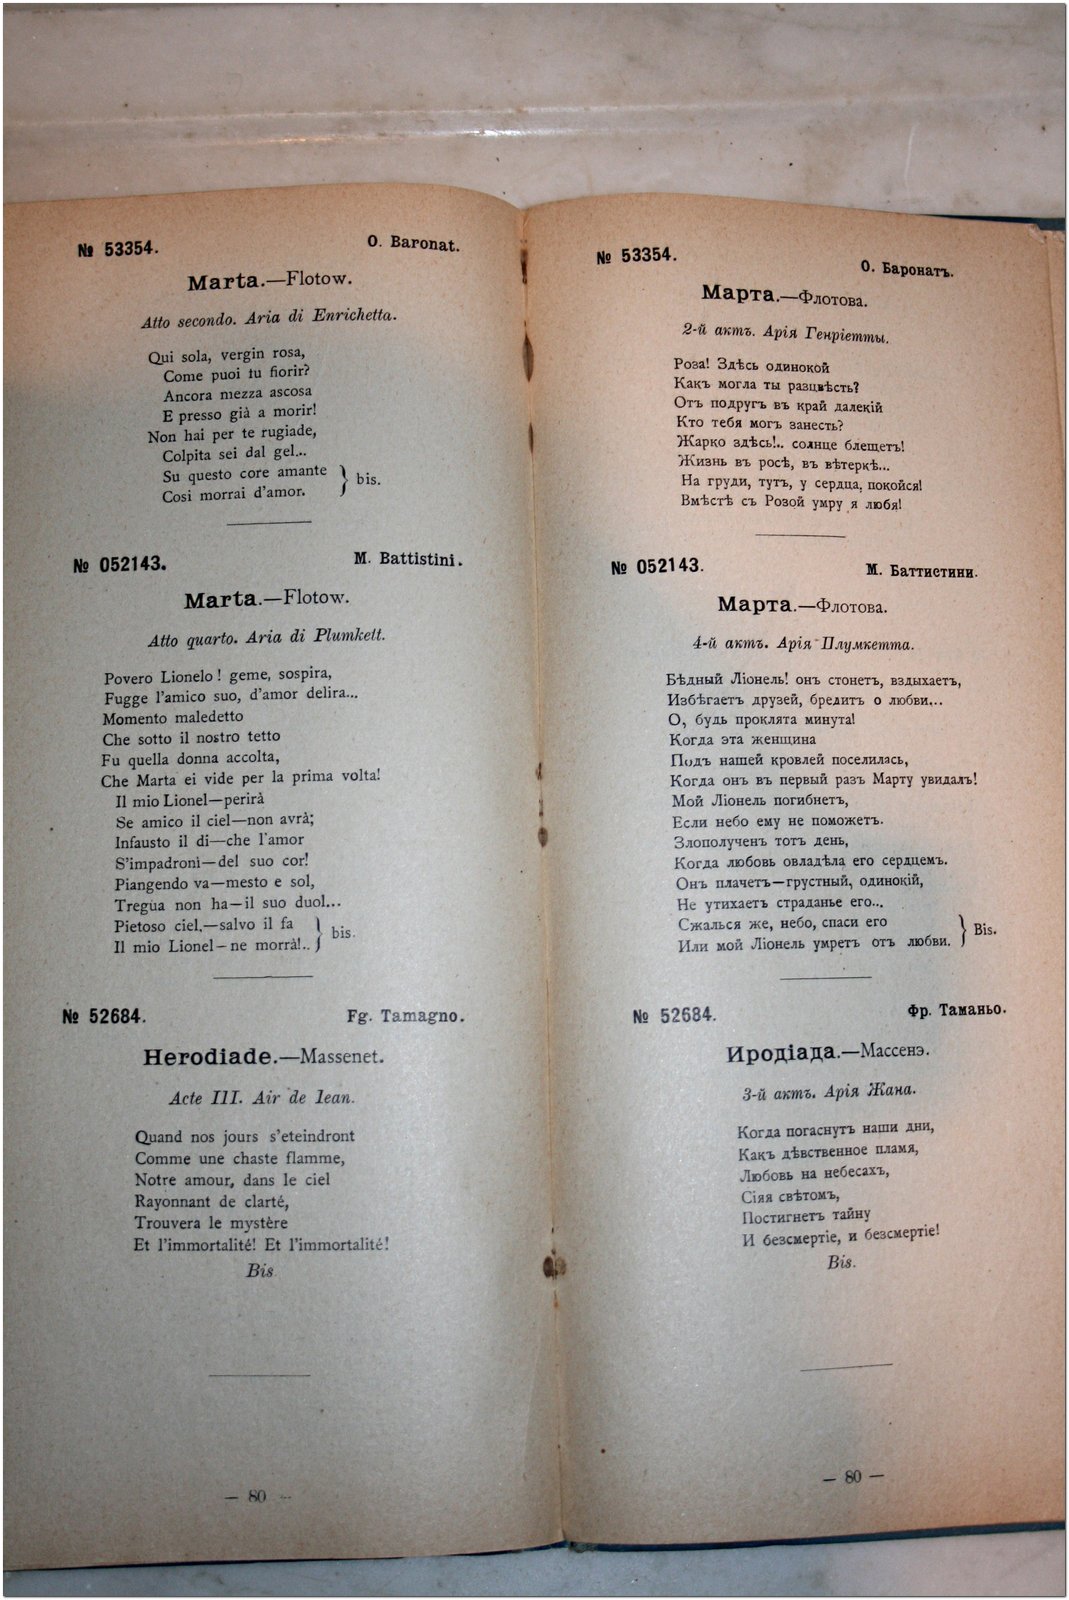 № 53354.
O. Baronat.
Marta.—Flotow.
Atto secondo. Aria di Enrichetta.
Qui sola, vergin rosa,
Come puoi tu fiorir?
Ancora mezza ascosa
E presso già a morir!
Non hai per te rugiade,
Colpita sei dal gel...
Su questo core amante
Cosi morrai d'amor.
bis.
№ 052143.
M. Battistini.
Marta.—Flotow.
Atto quarto. Aria di Plumkett.
Povero Lionelo! geme, sospira,
Fugge l'amico suo, d'amor delira...
Momento maledetto
Che sotto il nostro tetto
Fu quella donna accolta,
Che Marta ei vide per la prima volta!
Il mio Lionel—perirà
Se amico il ciel—non avrà;
Infausto il di—che l'amor
S'impadroni—del suo cor!
Piangendo va—mesto e sol,
Tregua non ha—il suo duol...
Pietoso ciel,—salvo il fa
Il mio Lionel—ne morrà!..
bis.
№ 52684.
Fg. Tamagno.
Herodiade.—Massenet.
Acte III. Air de lean.
Quand nos jours s'eteindront
Comme une chaste flamme,
Notre amour, dans le ciel
Rayonnant de clarté,
Trouvera le mystère
Et l'immortalité! Et l'immortalité!
Bis
— 80 —
№ 53354.
О. Баронатъ.
Марта.—Флотова.
2-й актъ. Арія Генріетты.
Роза! Здѣсь одинокой
Какъ могла ты разцвѣсть?
Отъ подругъ въ край далекій
Кто тебя могъ занесть?
Жарко здѣсь!.. солнце блещетъ!
Жизнь въ росѣ, въ вѣтеркѣ...
На груди, тутъ, у сердца, покойся!
Вмѣстѣ съ Розой умру я любя!
№ 052143.
М. Баттистини.
Марта.—Флотова.
4-й актъ. Арія Плумкетта.
Бѣдный Ліонель! онъ стонетъ, вздыхаетъ,
Избѣгаетъ друзей, бредитъ о любви...
О, будь проклята минута!
Когда эта женщина
Подъ нашей кровлей поселилась,
Когда онъ въ первый разъ Марту увидалъ!
Мой Ліонель погибнетъ,
Если небо ему не поможетъ.
Злополученъ тотъ день,
Когда любовь овладѣла его сердцемъ.
Онъ плачетъ—грустный, одинокій,
Не утихаетъ страданье его...
Сжалься же, небо, спаси его
Или мой Ліонель умретъ отъ любви.
Bis.
№ 52684.
Фр. Таманьо.
Иродіада.—Массенэ.
3-й актъ. Арія Жана.
Когда погаснутъ наши дни,
Какъ дѣвственное пламя,
Любовь на небесахъ,
Сіяя свѣтомъ,
Постигнетъ тайну
И безсмертіе, и безсмертіе!
Bis.
— 80 —